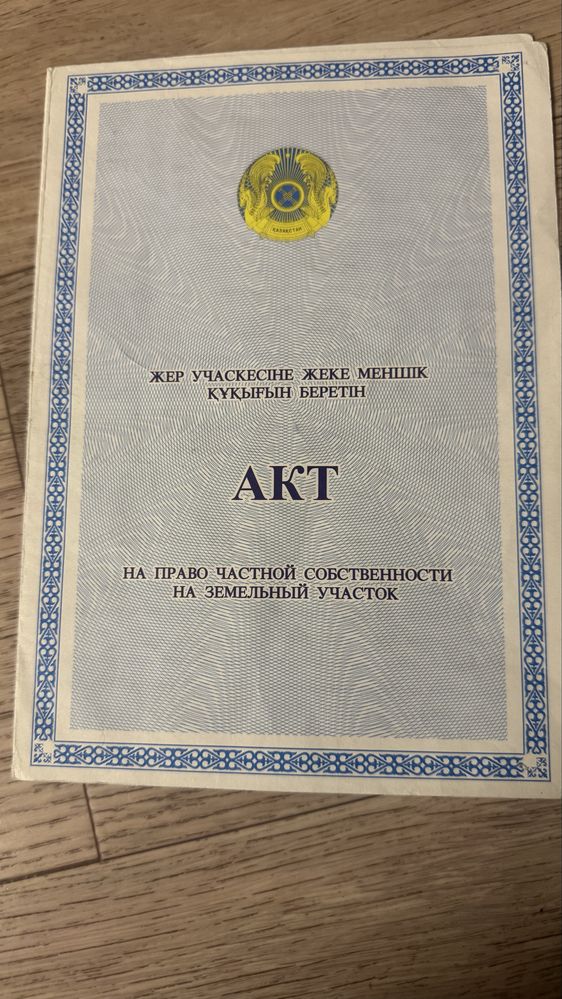 ҚАЗАҚСТАН
ЖЕР УЧАСКЕСІНЕ ЖЕКЕ МЕНШІК
ҚҰҚЫҒЫН БЕРЕТІН
АКТ
НА ПРАВО ЧАСТНОЙ СОБСТВЕННОСТИ
НА ЗЕМЕЛЬНЫЙ УЧАСТОК